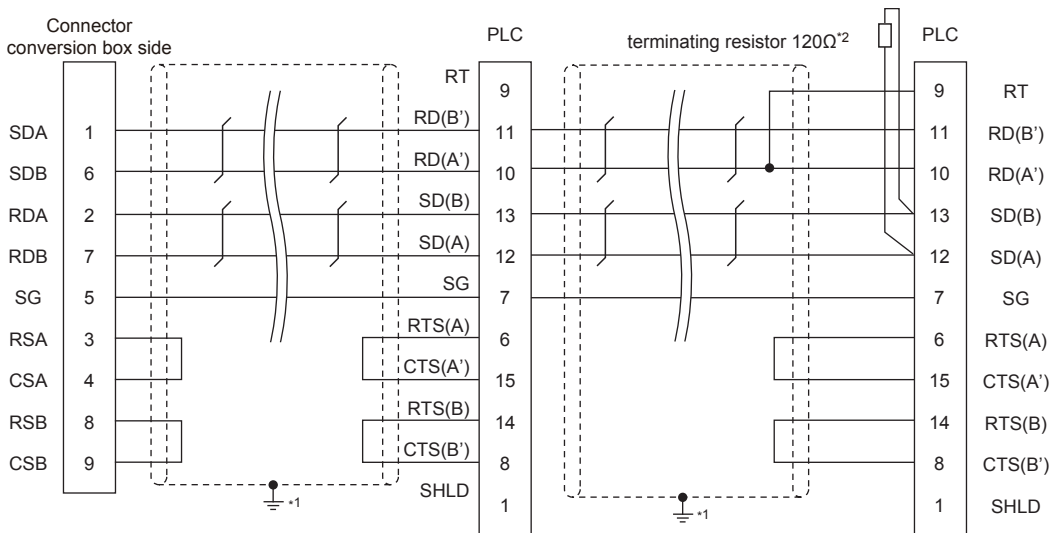 Connector
conversion box side
PLC
terminating resistor 120Ω*2
PLC
RT
9
9
RT
SDA
1
RD(B')
11
11
RD(B')
SDB
6
RD(A')
10
10
RD(A')
RDA
2
SD(B)
13
13
SD(B)
RDB
7
SD(A)
12
12
SD(A)
SG
5
SG
7
7
SG
RSA
3
RTS(A)
6
6
RTS(A)
CSA
4
CTS(A')
15
15
CTS(A')
RSB
8
RTS(B)
14
14
RTS(B)
CSB
9
CTS(B')
8
8
CTS(B')
SHLD
1
1
SHLD
*1
*1